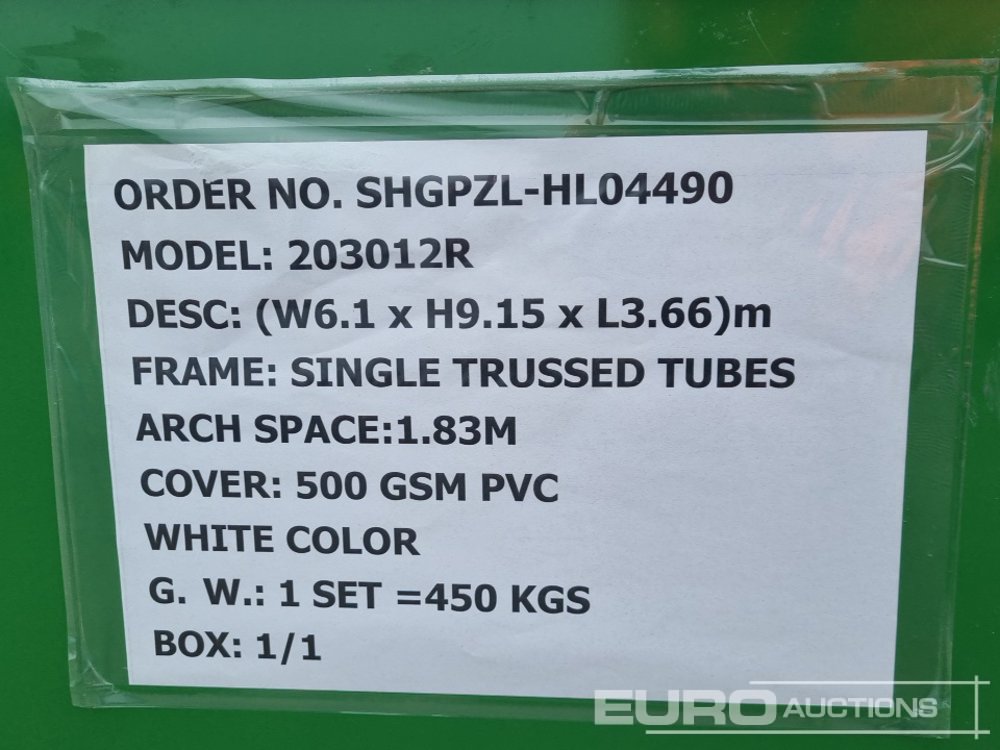 ORDER NO. SHGPZL-HL04490
MODEL: 203012R
DESC: (W6.1 x H9.15 x L3.66)m
FRAME: SINGLE TRUSSED TUBES
ARCH SPACE:1.83M
COVER: 500 GSM PVC
WHITE COLOR
G. W.: 1 SET =450 KGS
BOX: 1/1
EURO AUCTIONS